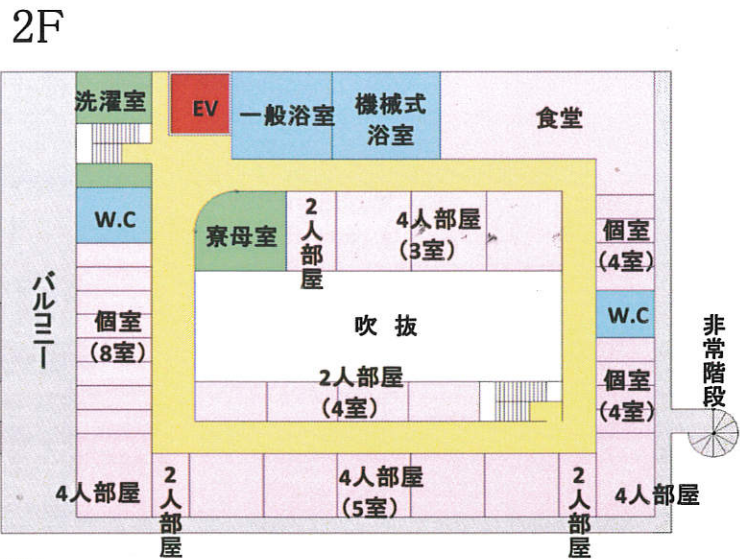 2F
洗濯室
EV
一般浴室
機械式
浴室
食堂
W.C
寮母室
2人部屋
4人部屋
(3室)
個室
(4室)
バルコニー
個室
(8室)
吹 抜
W.C
非常階段
2人部屋
(4室)
個室
(4室)
4人部屋
2人部屋
4人部屋
(5室)
2人部屋
4人部屋